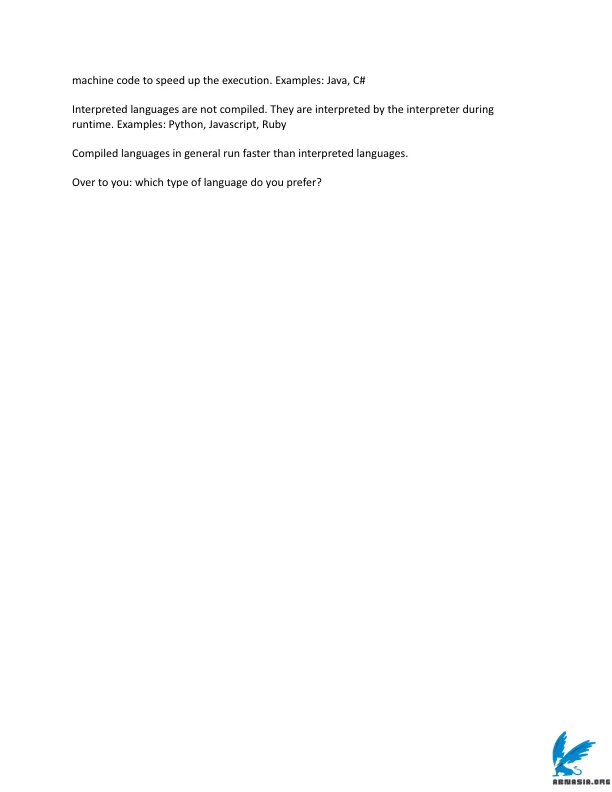 machine code to speed up the execution. Examples: Java, C#
Interpreted languages are not compiled. They are interpreted by the interpreter during
runtime. Examples: Python, Javascript, Ruby
Compiled languages in general run faster than interpreted languages.
Over to you: which type of language do you prefer?
ABNASIA.ORG